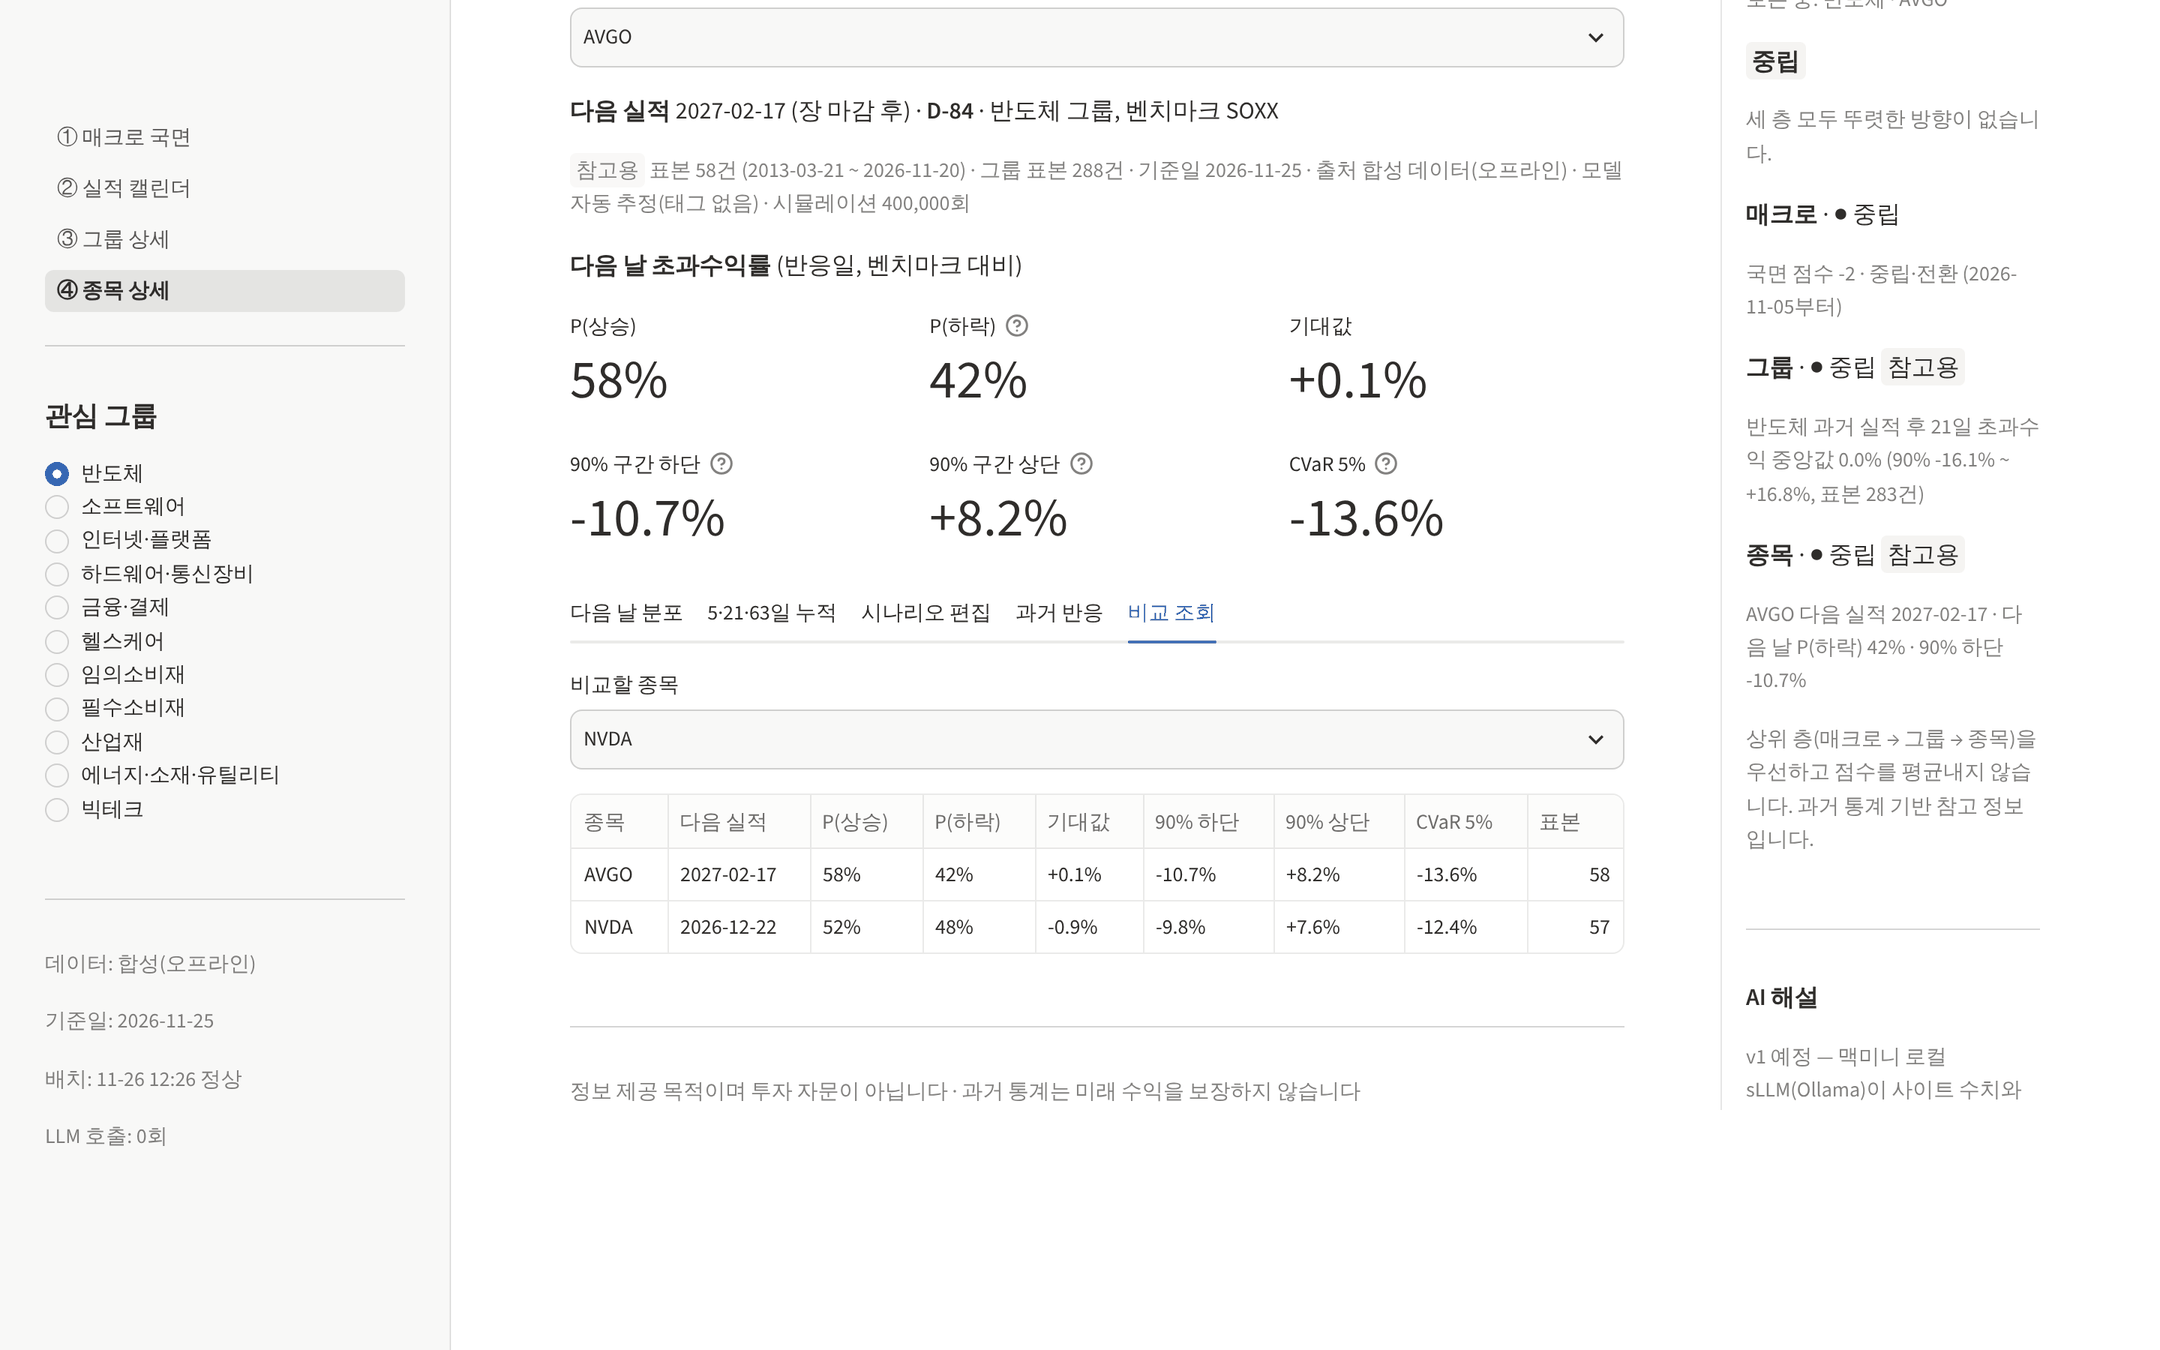 ① 매크로 국면
② 실적 캘린더
③ 그룹 상세
④ 종목 상세
관심 그룹
반도체
소프트웨어
인터넷·플랫폼
하드웨어·통신장비
금융·결제
헬스케어
임의소비재
필수소비재
산업재
에너지·소재·유틸리티
빅테크
데이터: 합성(오프라인)
기준일: 2026-11-25
배치: 11-26 12:26 정상
LLM 호출: 0회
AVGO
다음 실적 2027-02-17 (장 마감 후) · D-84 · 반도체 그룹, 벤치마크 SOXX
참고용 표본 58건 (2013-03-21 ~ 2026-11-20) · 그룹 표본 288건 · 기준일 2026-11-25 · 출처 합성 데이터(오프라인) · 모델
자동 추정(태그 없음) · 시뮬레이션 400,000회
다음 날 초과수익률 (반응일, 벤치마크 대비)
P(상승) P(하락) 기대값
58% 42% +0.1%
90% 구간 하단 90% 구간 상단 CVaR 5%
-10.7% +8.2% -13.6%
다음 날 분포 5·21·63일 누적 시나리오 편집 과거 반응 비교 조회
비교할 종목
NVDA
종목 다음 실적 P(상승) P(하락) 기대값 90% 하단 90% 상단 CVaR 5% 표본
AVGO 2027-02-17 58% 42% +0.1% -10.7% +8.2% -13.6% 58
NVDA 2026-12-22 52% 48% -0.9% -9.8% +7.6% -12.4% 57
정보 제공 목적이며 투자 자문이 아닙니다 · 과거 통계는 미래 수익을 보장하지 않습니다
중립
세 층 모두 뚜렷한 방향이 없습니
다.
매크로 · ● 중립
국면 점수 -2 · 중립·전환 (2026-
11-05부터)
그룹 · ● 중립 참고용
반도체 과거 실적 후 21일 초과수
익 중앙값 0.0% (90% -16.1% ~
+16.8%, 표본 283건)
종목 · ● 중립 참고용
AVGO 다음 실적 2027-02-17 · 다
음 날 P(하락) 42% · 90% 하단
-10.7%
상위 층(매크로 → 그룹 → 종목)을
우선하고 점수를 평균내지 않습
니다. 과거 통계 기반 참고 정보
입니다.
AI 해설
v1 예정 — 맥미니 로컬
sLLM(Ollama)이 사이트 수치와